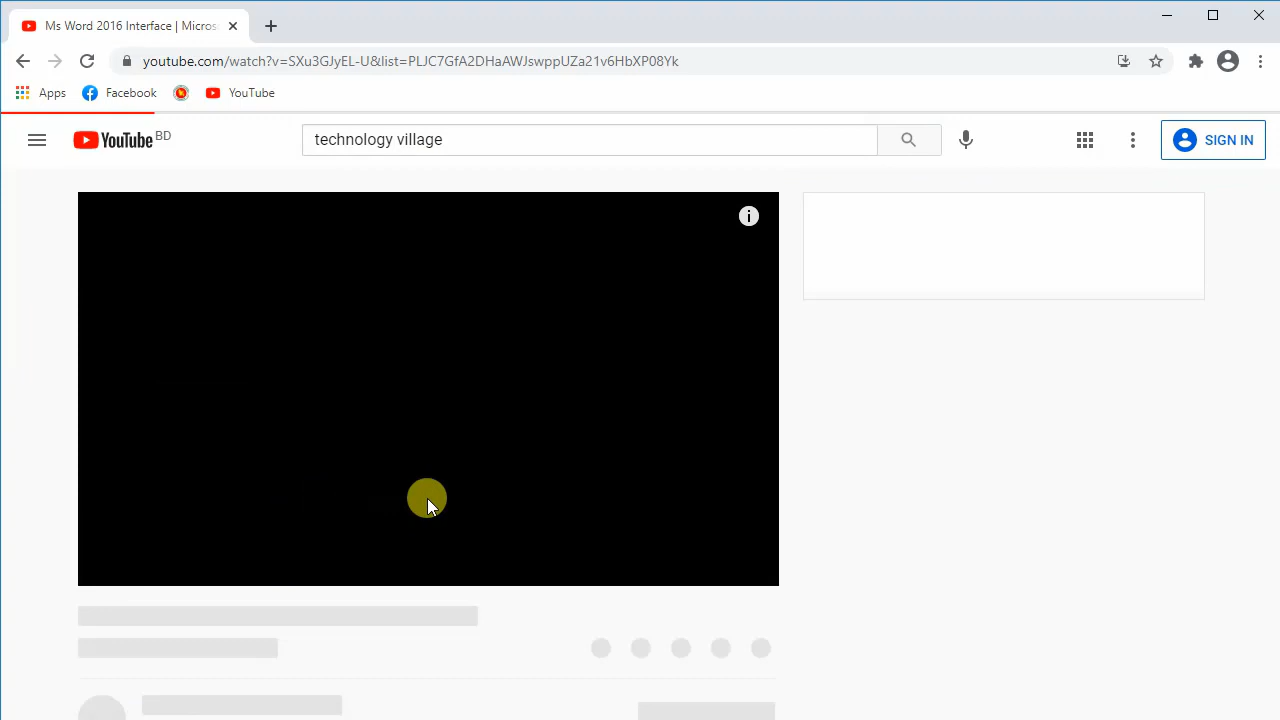 Ms Word 2016 Interface | Micros
youtube.com/watch?v=SXu3GJyEL-U&list=PLJC7GfA2DHaAWJswppUZa21v6HbXP08Yk
Apps
Facebook
YouTube
YouTube BD
technology village
SIGN IN